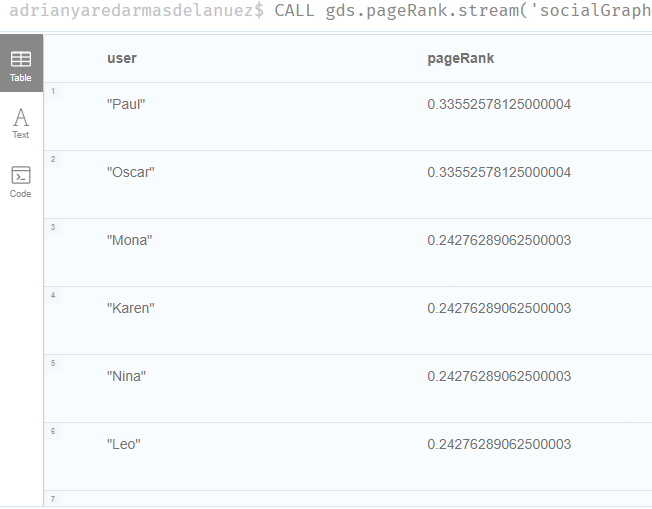 adrianyaredarmasdelanuez$ CALL gds.pageRank.stream('socialGraph
Table
Text
Code
user pageRank
1
"Paul" 0.33552578125000004
2
"Oscar" 0.33552578125000004
3
"Mona" 0.24276289062500003
4
"Karen" 0.24276289062500003
5
"Nina" 0.24276289062500003
6
"Leo" 0.24276289062500003
7